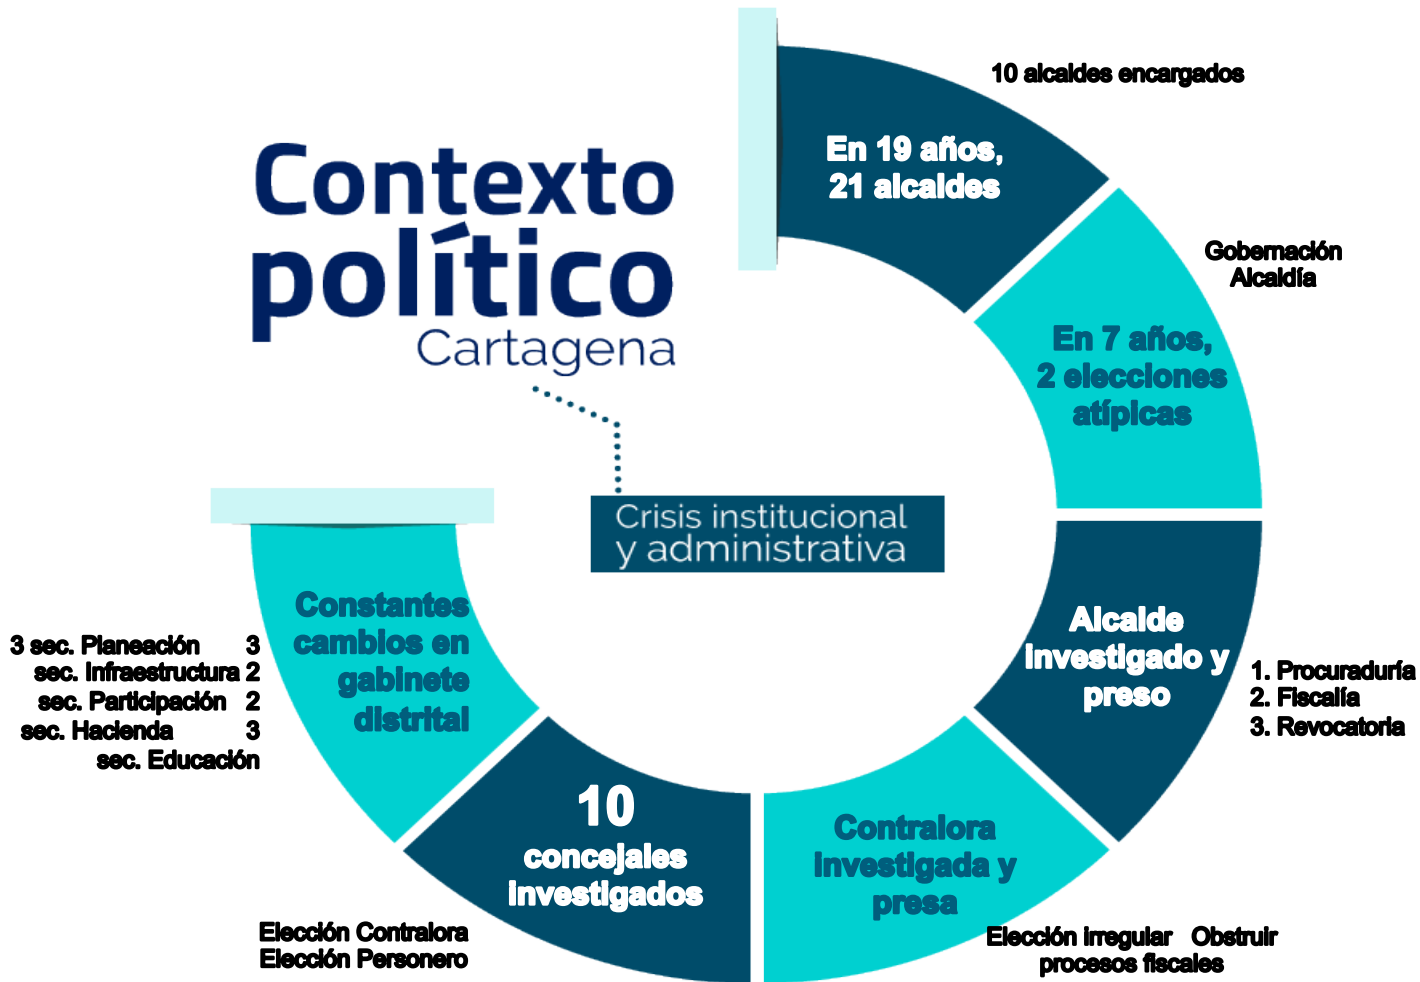 Contexto
político
Cartagena
Crisis institucional
y administrativa
10 alcaldes encargados
En 19 años,
21 alcaldes
Gobernación
Alcaldía
En 7 años,
2 elecciones
atípicas
Alcalde
investigado y
preso
1. Procuraduría
2. Fiscalía
3. Revocatoria
Contralora
investigada y
presa
Elección irregular Obstruir
procesos fiscales
10
concejales
investigados
Elección Contralora
Elección Personero
Constantes
cambios en
gabinete
distrital
3 sec. Planeación 3
sec. Infraestructura 2
sec. Participación 2
sec. Hacienda 3
sec. Educación